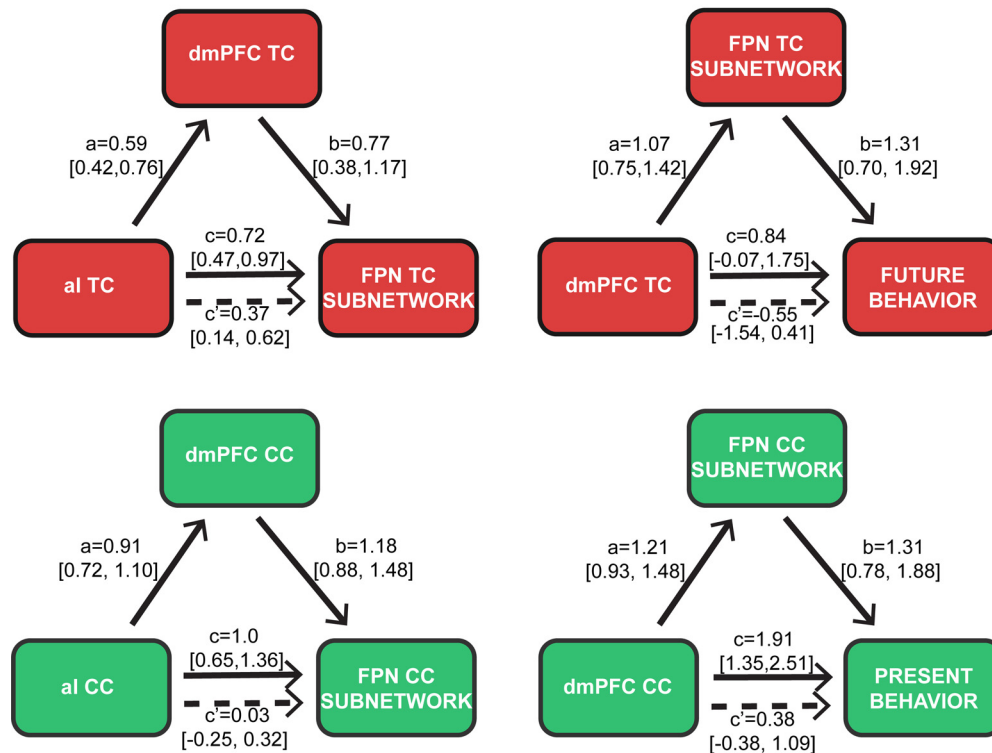 dmPFC TC
a=0.59
[0.42,0.76]
b=0.77
[0.38,1.17]
aI TC
c=0.72
[0.47,0.97]
c'=0.37
[0.14, 0.62]
FPN TC
SUBNETWORK
FPN TC
SUBNETWORK
a=1.07
[0.75,1.42]
b=1.31
[0.70, 1.92]
dmPFC TC
c=0.84
[-0.07,1.75]
c'=-0.55
[-1.54, 0.41]
FUTURE
BEHAVIOR
dmPFC CC
a=0.91
[0.72, 1.10]
b=1.18
[0.88, 1.48]
aI CC
c=1.0
[0.65,1.36]
c'=0.03
[-0.25, 0.32]
FPN CC
SUBNETWORK
FPN CC
SUBNETWORK
a=1.21
[0.93, 1.48]
b=1.31
[0.78, 1.88]
dmPFC CC
c=1.91
[1.35,2.51]
c'=0.38
[-0.38, 1.09]
PRESENT
BEHAVIOR